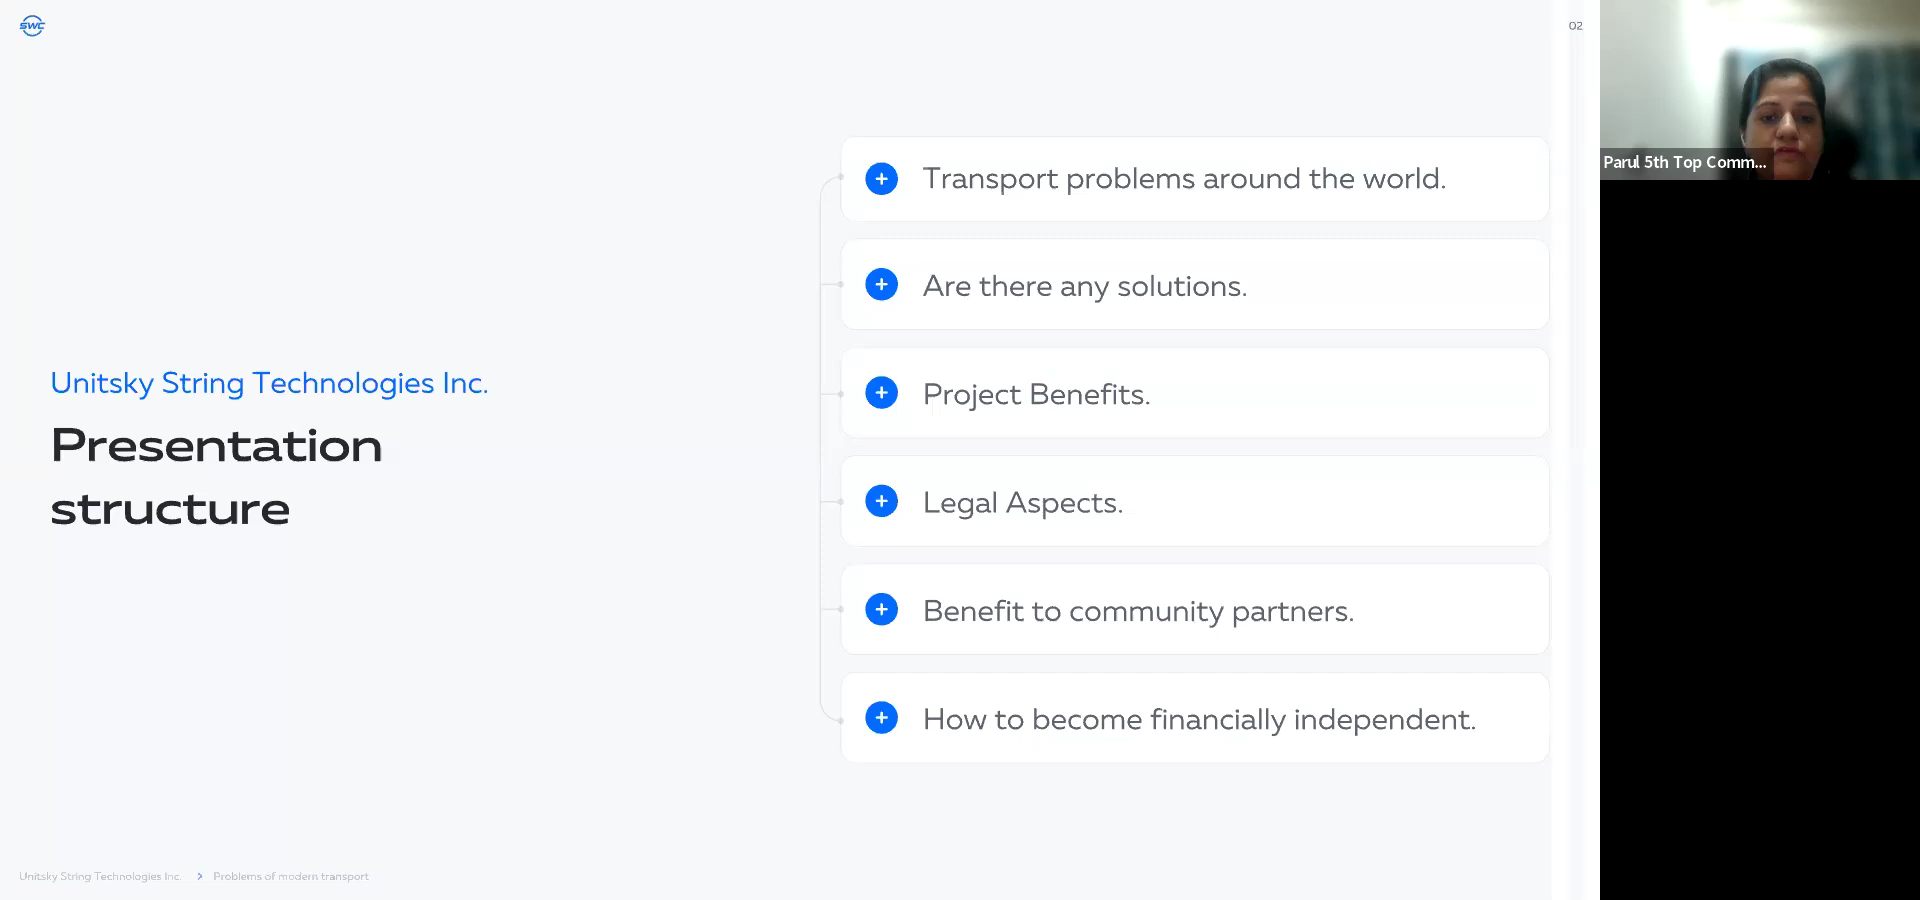 SWC
02
Transport problems around the world.
Are there any solutions.
Project Benefits.
Legal Aspects.
Benefit to community partners.
How to become financially independent.
Unitsky String Technologies Inc.
Presentation
structure
Unitsky String Technologies Inc. > Problems of modern transport
Parul 5th Top Comm...